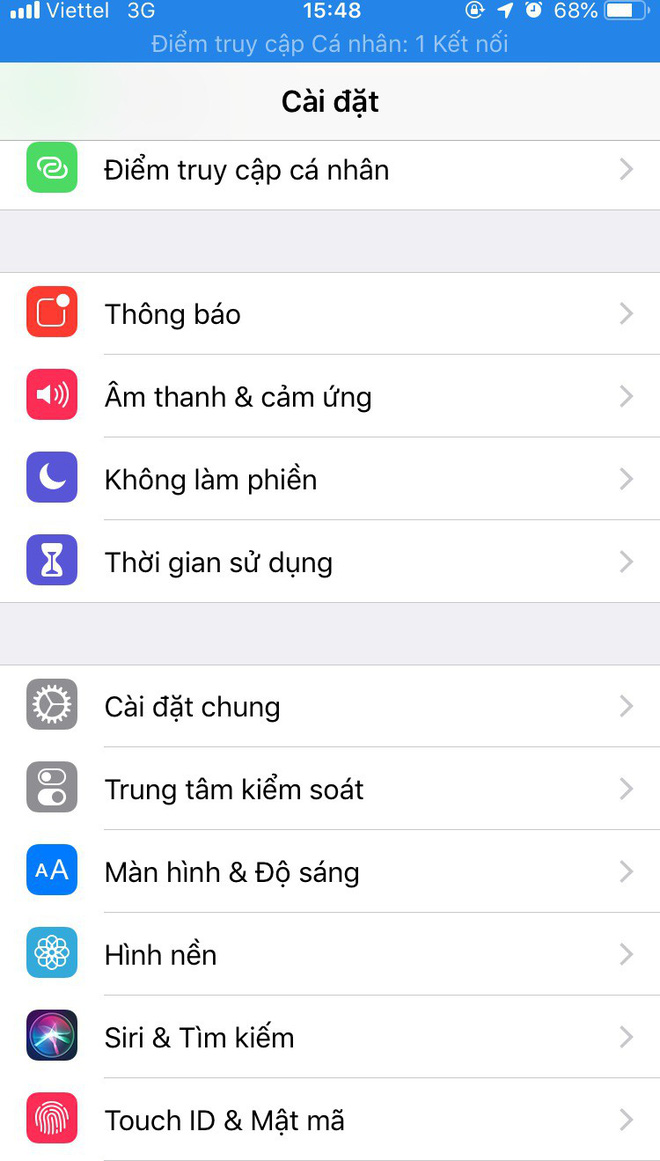 Viettel 3G 15:48 68%
Điểm truy cập Cá nhân: 1 Kết nối
Cài đặt
Điểm truy cập cá nhân
Thông báo
Âm thanh & cảm ứng
Không làm phiền
Thời gian sử dụng
Cài đặt chung
Trung tâm kiểm soát
AA Màn hình & Độ sáng
Hình nền
Siri & Tìm kiếm
Touch ID & Mật mã